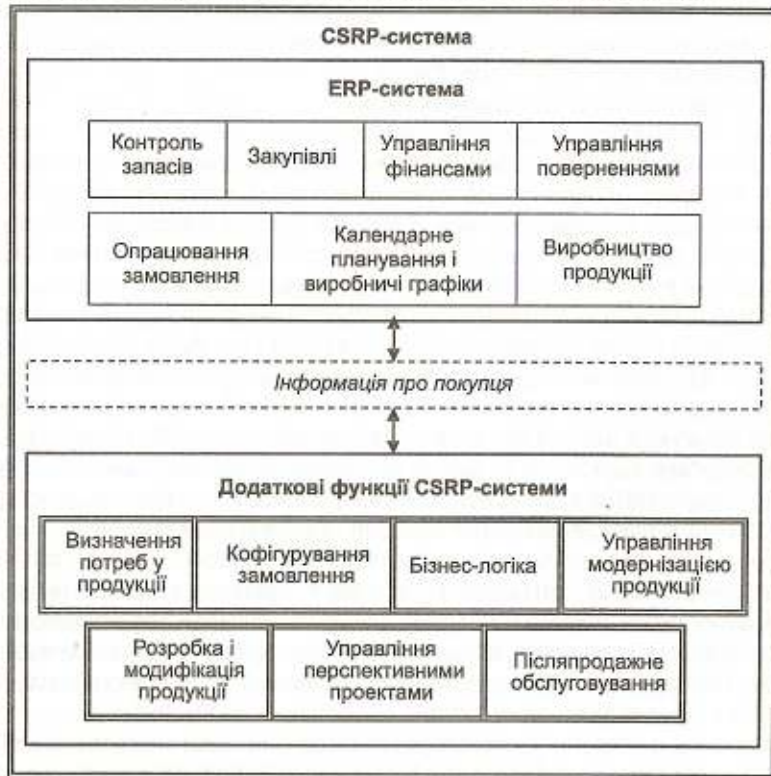 CSRP-система
ERP-система
Контроль
запасів
Закупівлі
Управління
фінансами
Управління
поверненнями
Опрацювання
замовлення
Календарне
планування і
виробничі графіки
Виробництво
продукції
Інформація про покупця
Додаткові функції CSRP-системи
Визначення
потреб у
продукції
Кофігурування
замовлення
Бізнес-логіка
Управління
модернізацією
продукції
Розробка і
модифікація
продукції
Управління
перспективними
проектами
Післяпродажне
обслуговування